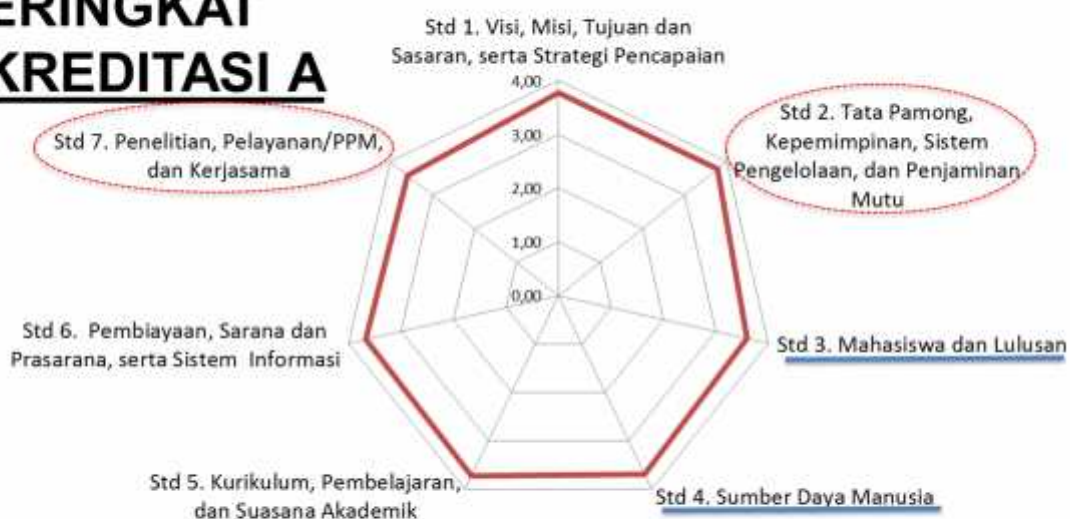 KREDITASI A
Std 1. Visi, Misi, Tujuan dan
Sasaran, serta Strategi Pencapaian
4,00
3,00
2,00
1,00
0,00
Std 2. Tata Pamong,
Kepemimpinan, Sistem
Pengelolaan, dan Penjaminan
Mutu
Std 3. Mahasiswa dan Lulusan
Std 4. Sumber Daya Manusia
Std 5. Kurikulum, Pembelajaran,
dan Suasana Akademik
Std 6. Pembiayaan, Sarana dan
Prasarana, serta Sistem Informasi
Std 7. Penelitian, Pelayanan/PPM,
dan Kerjasama